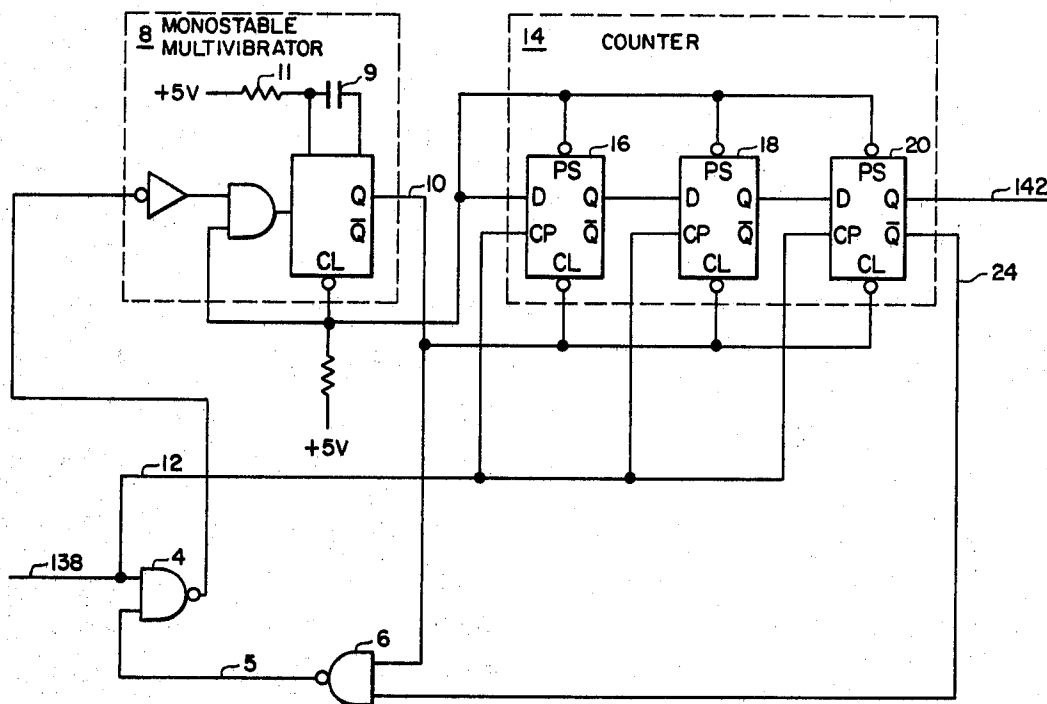 8 MONOSTABLE
MULTIVIBRATOR
11
9
+5V
Q
Q̅
CL
10
+5V
14
COUNTER
16
PS
D
Q
CP
Q̅
CL
18
PS
D
Q
CP
Q̅
CL
20
PS
D
Q
CP
Q̅
CL
142
24
12
138
4
6
5